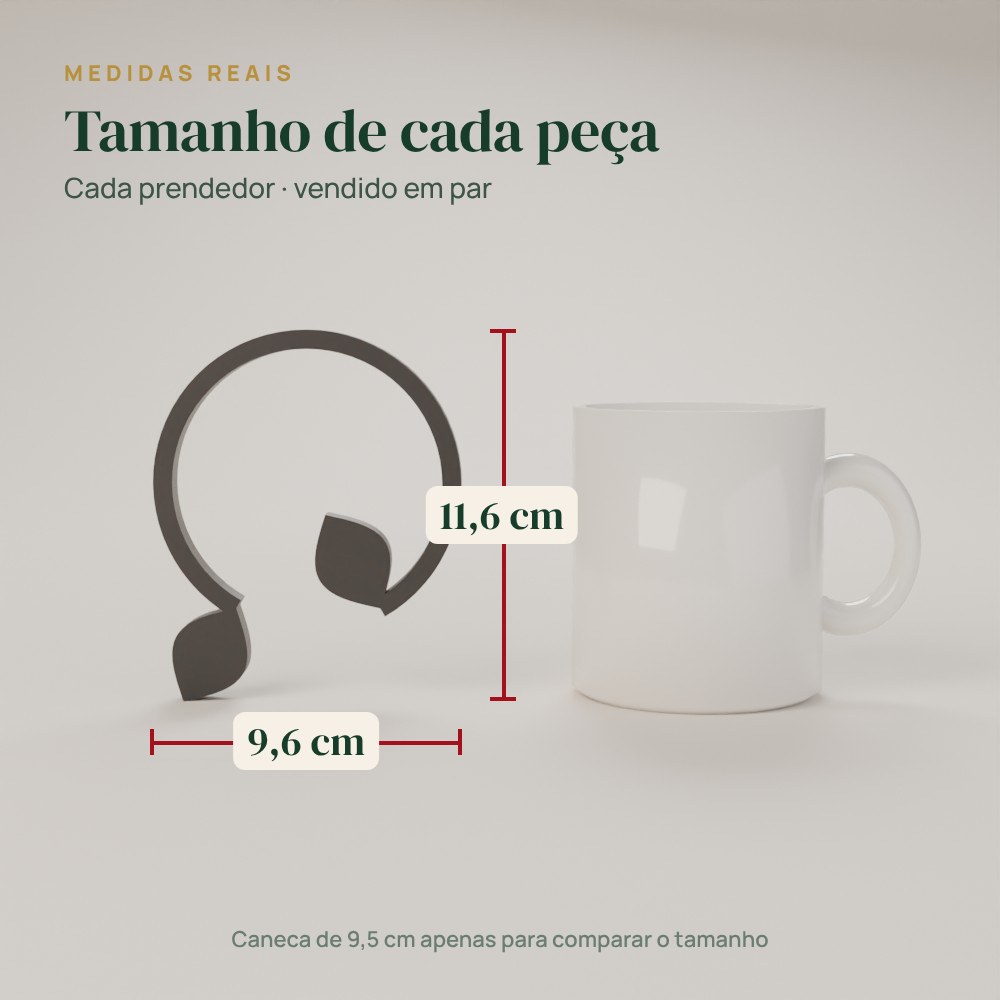 MEDIDAS REAIS
Tamanho de cada peça
Cada prendedor · vendido em par
11,6 cm
9,6 cm
Caneca de 9,5 cm apenas para comparar o tamanho